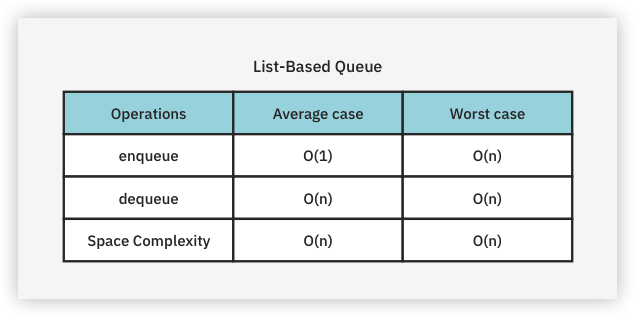 List-Based Queue
Operations Average case Worst case
enqueue O(1) O(n)
dequeue O(n) O(n)
Space Complexity O(n) O(n)